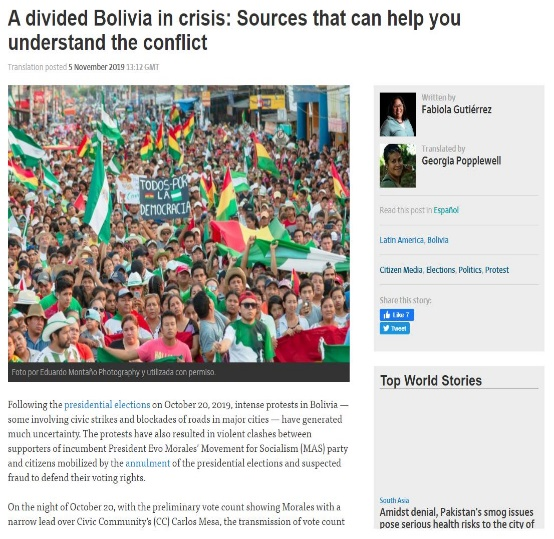 A divided Bolivia in crisis: Sources that can help you
understand the conflict
Translation posted 5 November 2019 13:12 GMT
TODOS POR
LA
DEMOCRACIA
Foto por Eduardo Montaño Photography y utilizada con permiso.
Following the presidential elections on October 20, 2019, intense protests in Bolivia —
some involving civic strikes and blockades of roads in major cities — have generated
much uncertainty. The protests have also resulted in violent clashes between
supporters of incumbent President Evo Morales' Movement for Socialism (MAS) party
and citizens mobilized by the annulment of the presidential elections and suspected
fraud to defend their voting rights.
On the night of October 20, with the preliminary vote count showing Morales with a
narrow lead over Civic Community's (CC) Carlos Mesa, the transmission of vote count
Written by
Fabiola Gutiérrez
Translated by
Georgia Popplewell
Read this post in Español
Latin America, Bolivia
Citizen Media, Elections, Politics, Protest
Share this story:
Like 7
Tweet
Top World Stories
South Asia
Amidst denial, Pakistan's smog issues
pose serious health risks to the city of